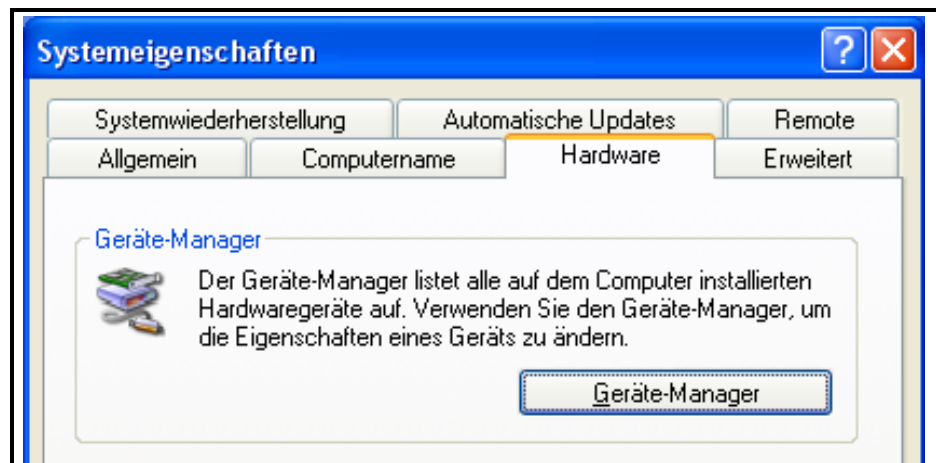 Systemeigenschaften
Systemwiederherstellung Automatische Updates Remote
Allgemein Computername Hardware Erweitert
Geräte-Manager
Der Geräte-Manager listet alle auf dem Computer installierten
Hardwaregeräte auf. Verwenden Sie den Geräte-Manager, um
die Eigenschaften eines Geräts zu ändern.
Geräte-Manager